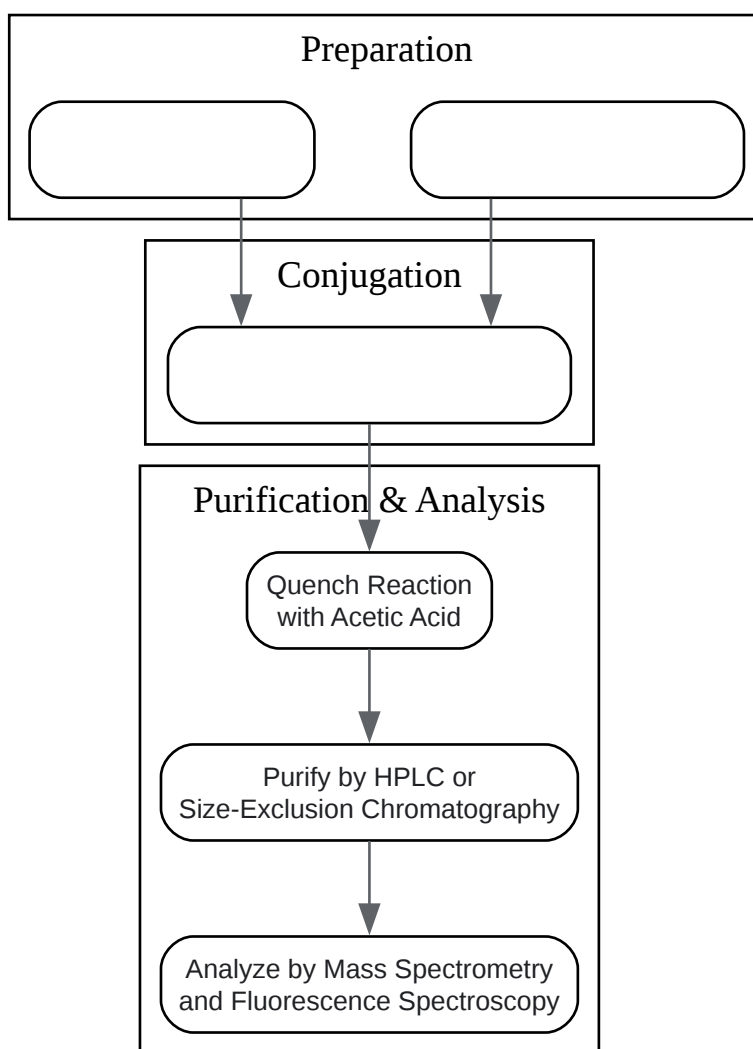 Preparation
Conjugation
Purification & Analysis
Quench Reaction
with Acetic Acid
Purify by HPLC or
Size-Exclusion Chromatography
Analyze by Mass Spectrometry
and Fluorescence Spectroscopy